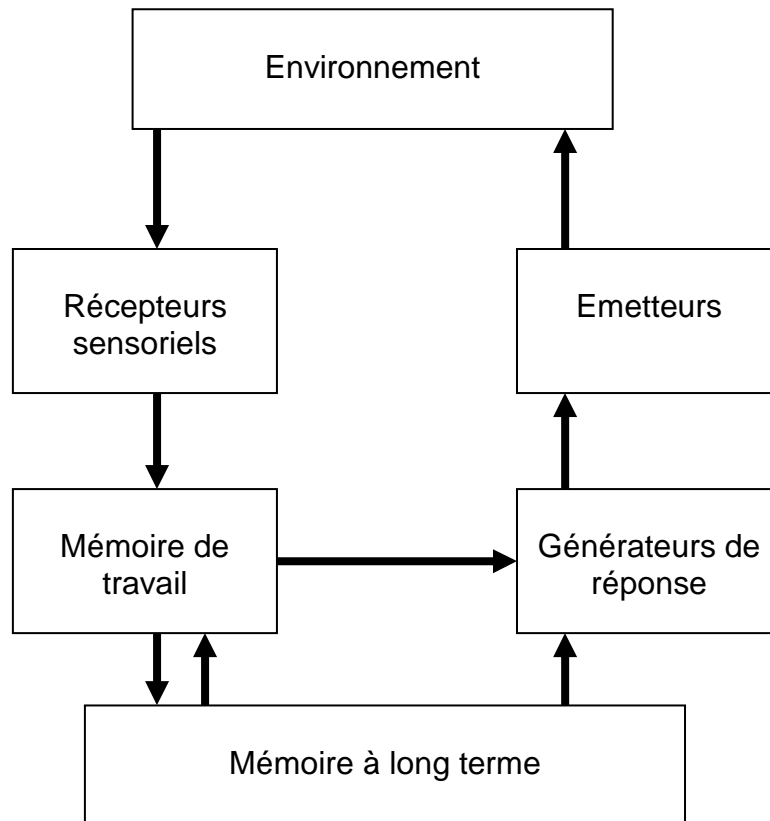 Environnement
Récepteurs
sensoriels
Emetteurs
Mémoire de
travail
Générateurs de
réponse
Mémoire à long terme